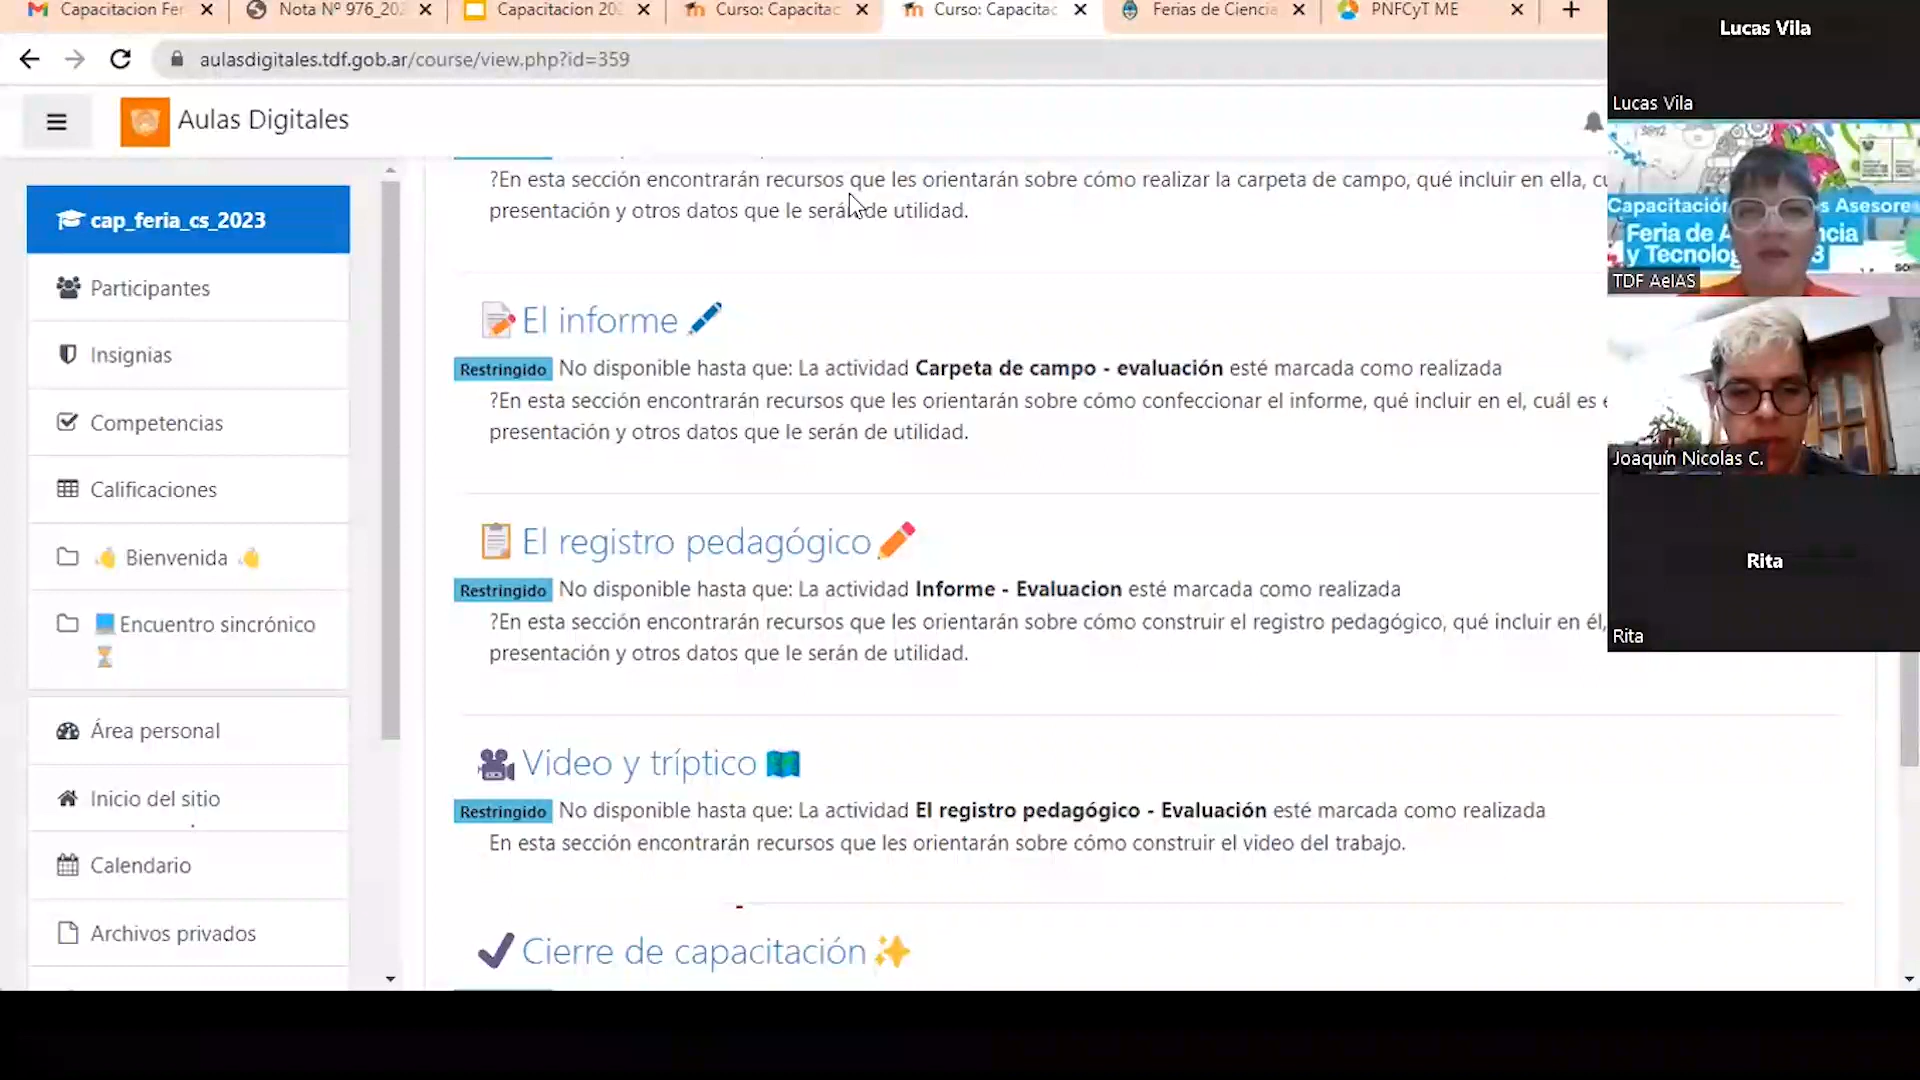 Capacitacion Fer
Nota Nº 976_202
Capacitacion 202
Curso: Capacitac
Curso: Capacitac
Ferias de Ciencia
PNFCyT ME
aulasdigitales.tdf.gob.ar/course/view.php?id=359
Aulas Digitales
cap_feria_cs_2023
Participantes
Insignias
Competencias
Calificaciones
Bienvenida
Encuentro sincrónico
Área personal
Inicio del sitio
Calendario
Archivos privados
?En esta sección encontrarán recursos que les orientarán sobre cómo realizar la carpeta de campo, qué incluir en ella,
presentación y otros datos que le serán de utilidad.
El informe
Restringido No disponible hasta que: La actividad Carpeta de campo - evaluación esté marcada como realizada
?En esta sección encontrarán recursos que les orientarán sobre cómo confeccionar el informe, qué incluir en el, cuál es
presentación y otros datos que le serán de utilidad.
El registro pedagógico
Restringido No disponible hasta que: La actividad Informe - Evaluacion esté marcada como realizada
?En esta sección encontrarán recursos que les orientarán sobre cómo construir el registro pedagógico, qué incluir en él,
presentación y otros datos que le serán de utilidad.
Video y tríptico
Restringido No disponible hasta que: La actividad El registro pedagógico - Evaluación esté marcada como realizada
En esta sección encontrarán recursos que les orientarán sobre cómo construir el video del trabajo.
Cierre de capacitación
Lucas Vila
Lucas Vila
Capacitación s Asesore
Feria de A ncia
y Tecnolog 3
TDF AeIAS
Joaquín Nicolas C.
Rita
Rita